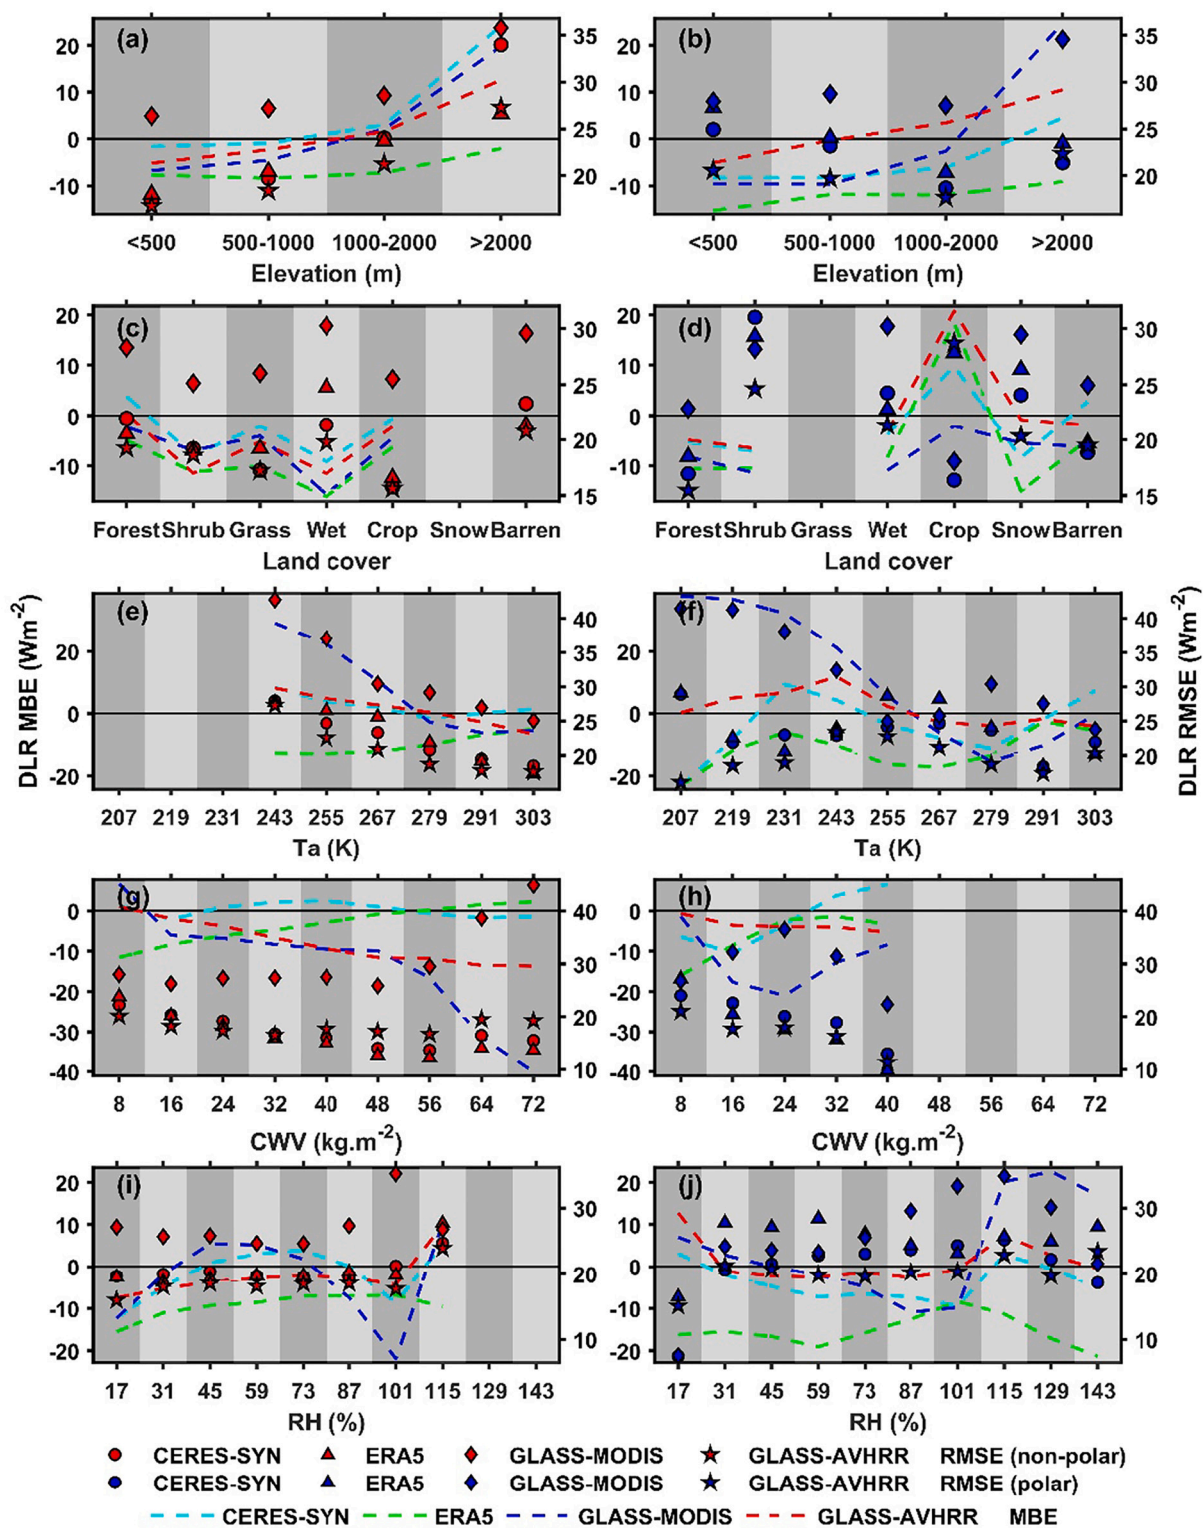 (a) (b)
20 10 0 -10 35 30 25 20 20 10 0 -10 35 30 25 20
<500 500-1000 1000-2000 >2000 <500 500-1000 1000-2000 >2000
Elevation (m) Elevation (m)
(c) (d)
20 10 0 -10 30 25 20 15 20 10 0 -10 30 25 20 15
Forest Shrub Grass Wet Crop Snow Barren Forest Shrub Grass Wet Crop Snow Barren
Land cover Land cover
DLR MBE (Wm-2)
DLR RMSE (Wm-2)
(e) (f)
20 0 -20 40 35 30 25 20 20 0 -20 40 35 30 25 20
207 219 231 243 255 267 279 291 303 207 219 231 243 255 267 279 291 303
Ta (K) Ta (K)
(g) (h)
0 -10 -20 -30 -40 40 30 20 10 0 -10 -20 -30 -40 40 30 20 10
8 16 24 32 40 48 56 64 72 8 16 24 32 40 48 56 64 72
CWV (kg.m-2) CWV (kg.m-2)
(i) (j)
20 10 0 -10 -20 30 20 10 20 10 0 -10 -20 30 20 10
17 31 45 59 73 87 101 115 129 143 17 31 45 59 73 87 101 115 129 143
RH (%) RH (%)
CERES-SYN ERA5 GLASS-MODIS GLASS-AVHRR RMSE (non-polar)
CERES-SYN ERA5 GLASS-MODIS GLASS-AVHRR RMSE (polar)
CERES-SYN ERA5 GLASS-MODIS GLASS-AVHRR MBE